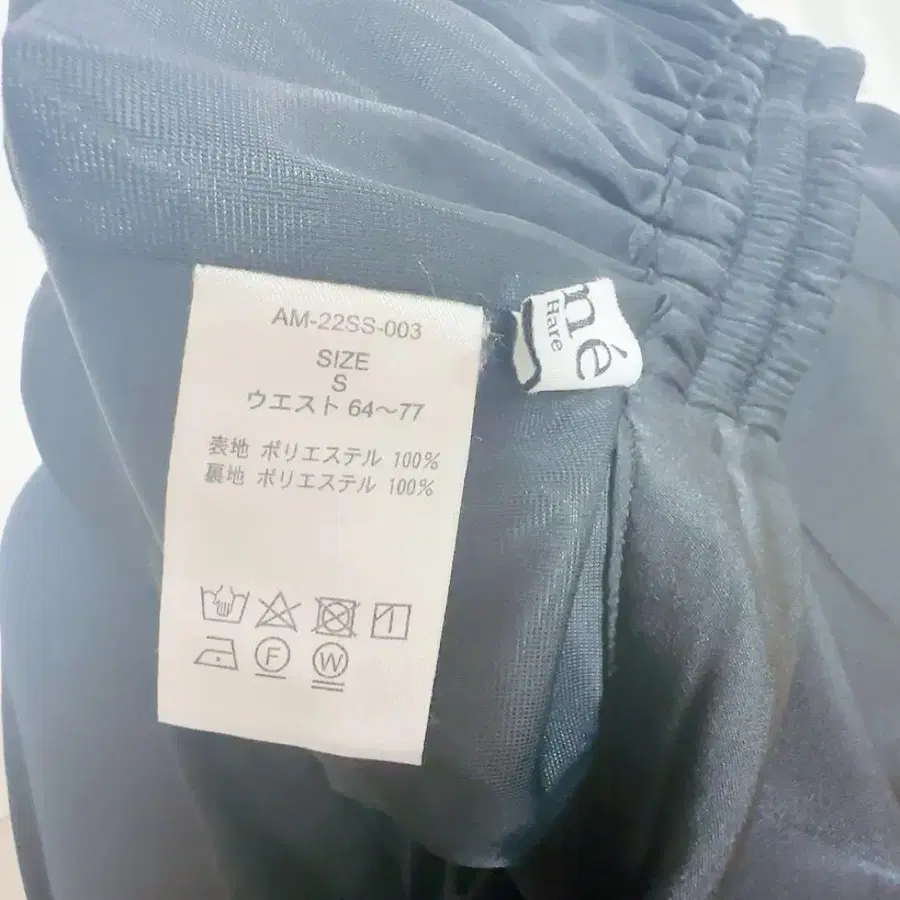 AM-22SS-003
SIZE
S
ウエスト 64〜77
表地 ポリエステル 100%
裏地 ポリエステル 100%
F
W
mé
Hare